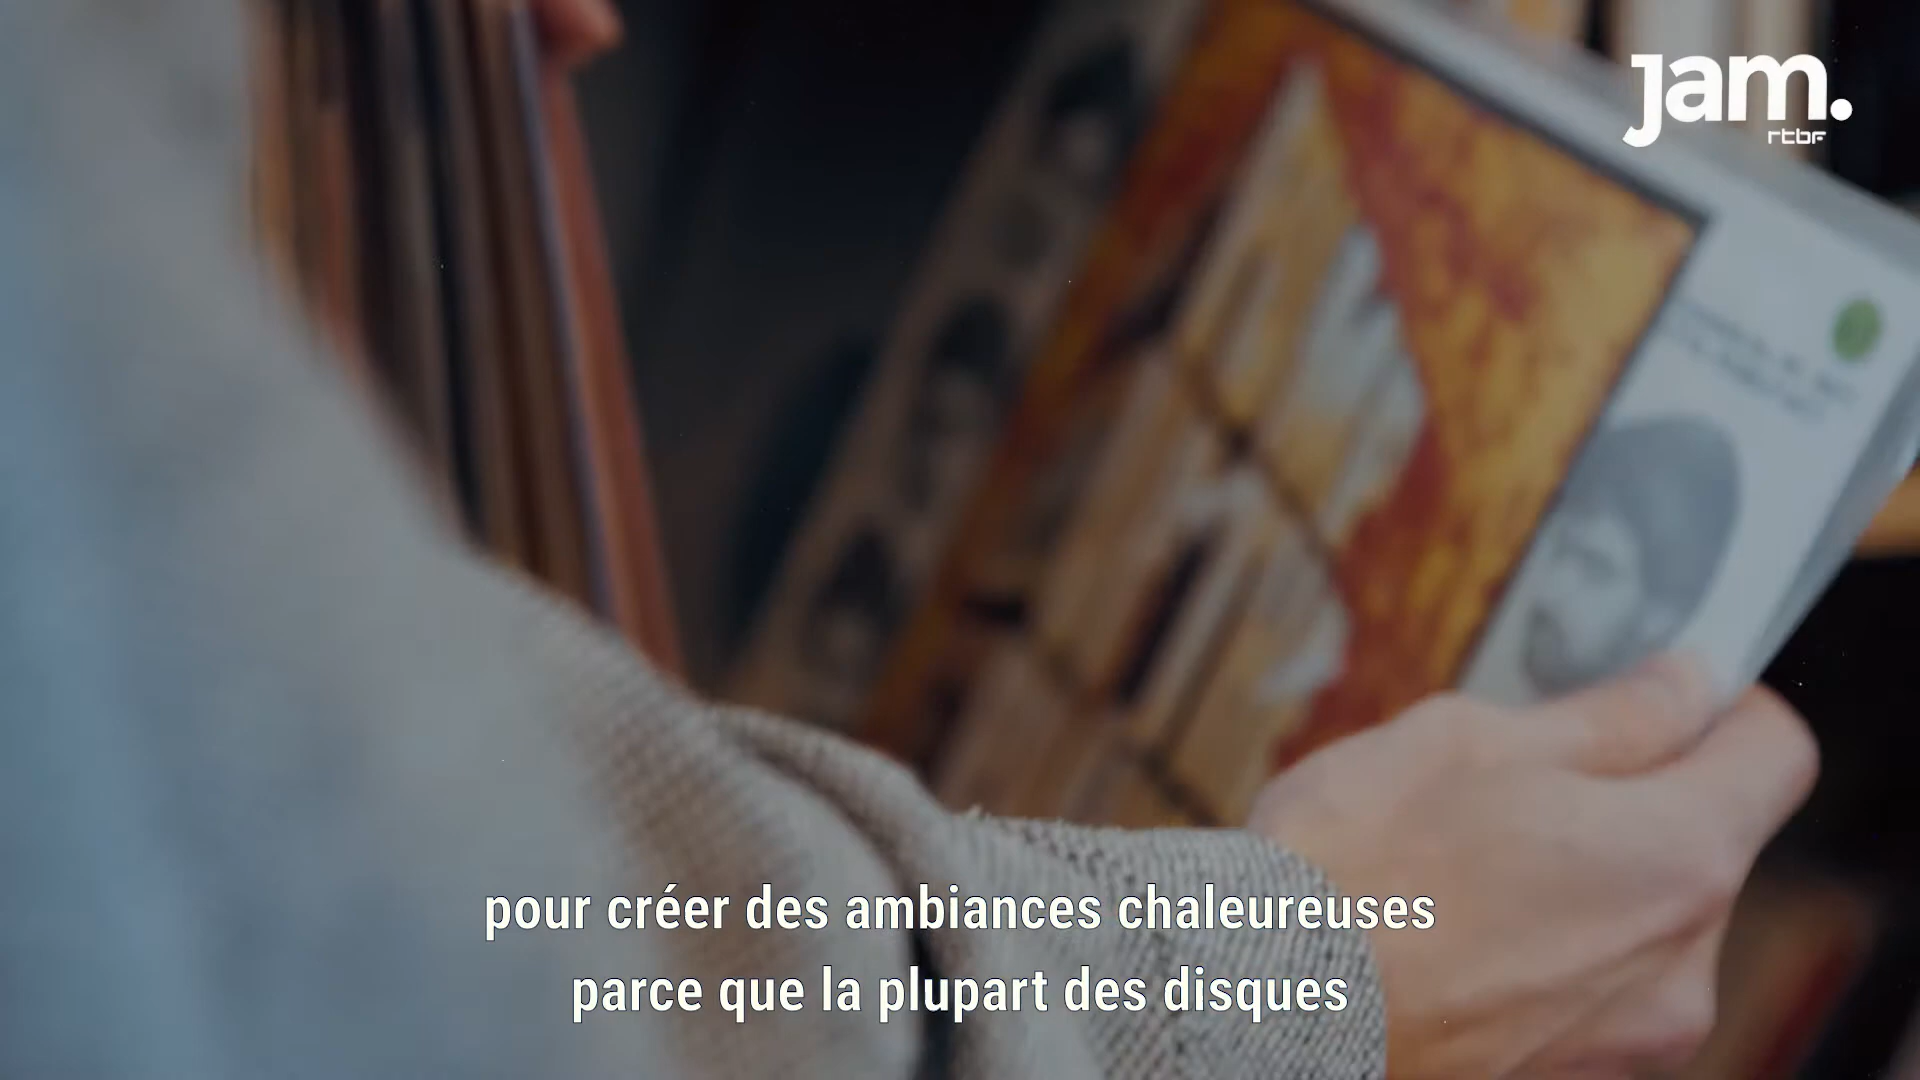 jam.
rtbf
pour créer des ambiances chaleureuses
parce que la plupart des disques